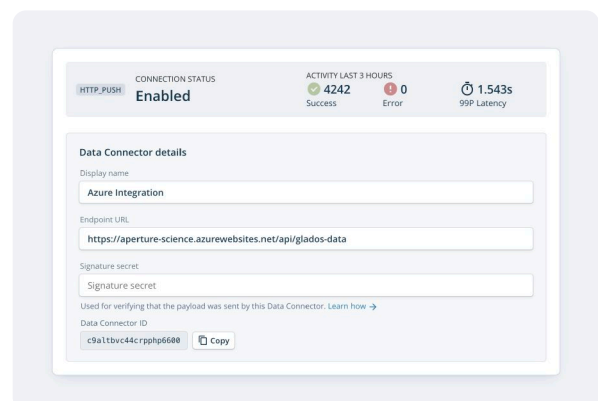 HTTP_PUSH
CONNECTION STATUS
Enabled
ACTIVITY LAST 3 HOURS
4242
Success
0
Error
1.543s
99P Latency
Data Connector details
Display name
Azure Integration
Endpoint URL
https://aperture-science.azurewebsites.net/api/glados-data
Signature secret
Signature secret
Used for verifying that the payload was sent by this Data Connector. Learn how →
Data Connector ID
c9altbvc44crpphp6600 Copy